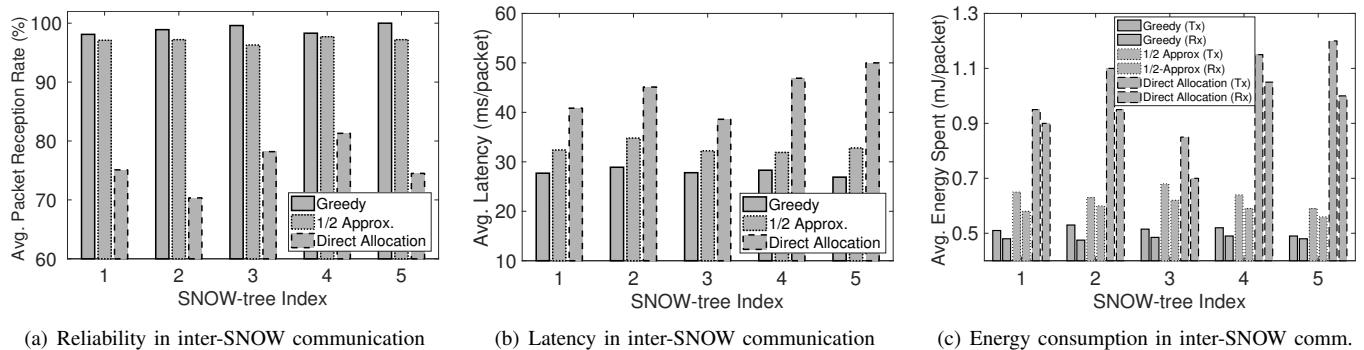 Avg. Packet Reception Rate (%)
100
90
80
70
60
Greedy
1/2 Approx.
Direct Allocation
1 2 3 4 5
SNOW-tree Index
(a) Reliability in inter-SNOW communication
Avg. Latency (ms/packet)
60
50
40
30
20
10
Greedy
1/2 Approx.
Direct Allocation
1 2 3 4 5
SNOW-tree Index
(b) Latency in inter-SNOW communication
Avg. Energy Spent (mJ/packet)
1.3
1.1
0.9
0.7
0.5
Greedy (Tx)
Greedy (Rx)
1/2 Approx (Tx)
1/2-Approx (Rx)
Direct Allocation (Tx)
Direct Allocation (Rx)
1 2 3 4 5
SNOW-tree Index
(c) Energy consumption in inter-SNOW comm.